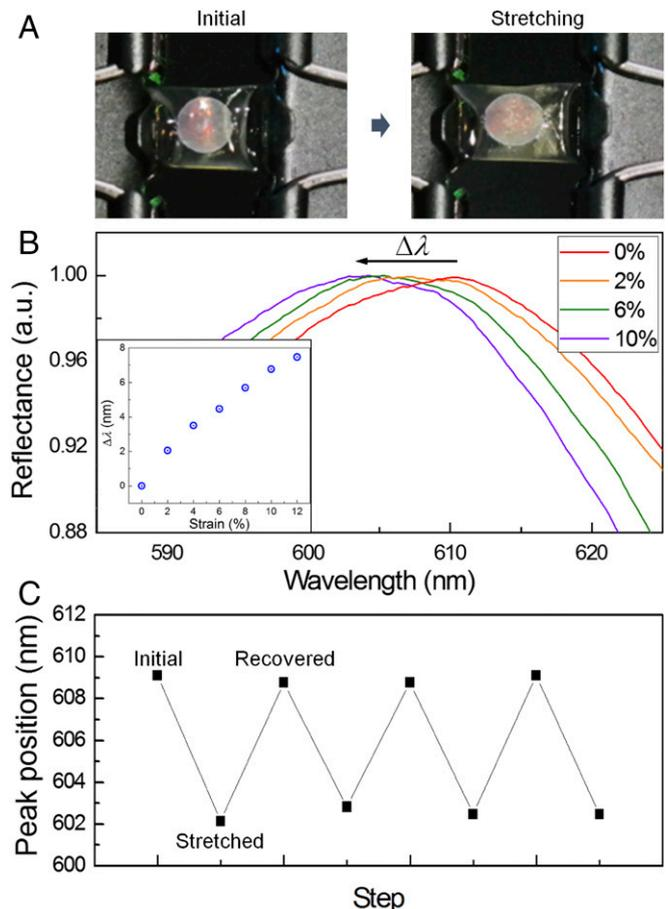 A
Initial
Stretching
B
Δλ
0%
2%
6%
10%
1.00
0.96
0.92
0.88
Reflectance (a.u.)
8
6
4
2
0
Δλ (nm)
0 2 4 6 8 10 12
Strain (%)
590 600 610 620
Wavelength (nm)
C
612
610
608
606
604
602
600
Peak position (nm)
Initial
Recovered
Stretched
Step